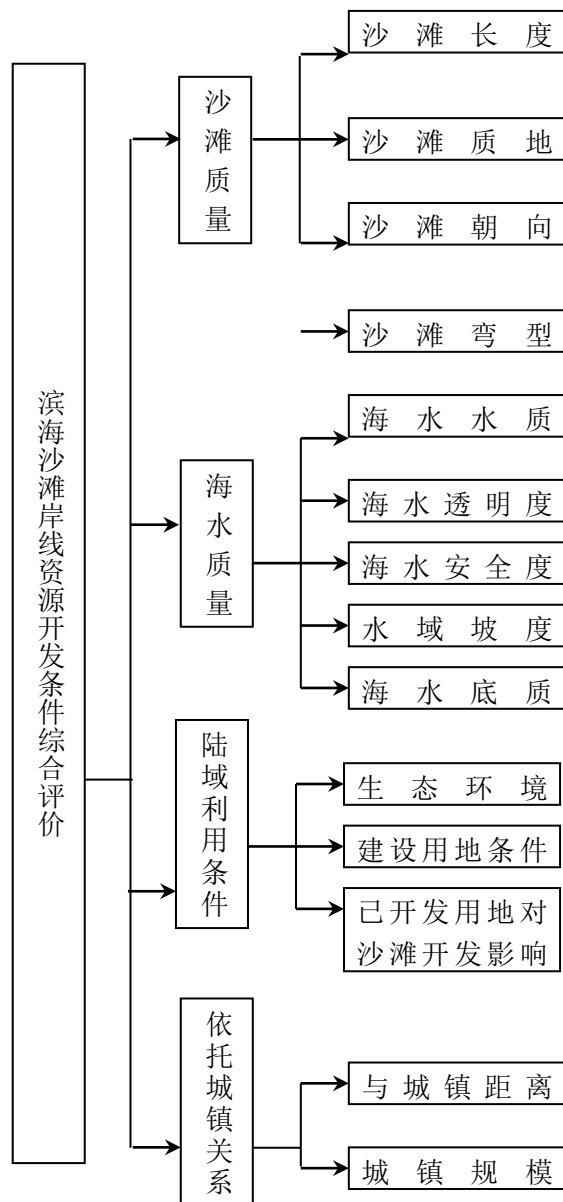 滨海沙滩岸线资源开发条件综合评价
沙滩质量
沙滩长度
沙滩质地
沙滩朝向
沙滩弯型
海水质量
海水水质
海水透明度
海水安全度
水域坡度
海水底质
陆域利用条件
生态环境
建设用地条件
已开发用地对
沙滩开发影响
依托城镇关系
与城镇距离
城镇规模